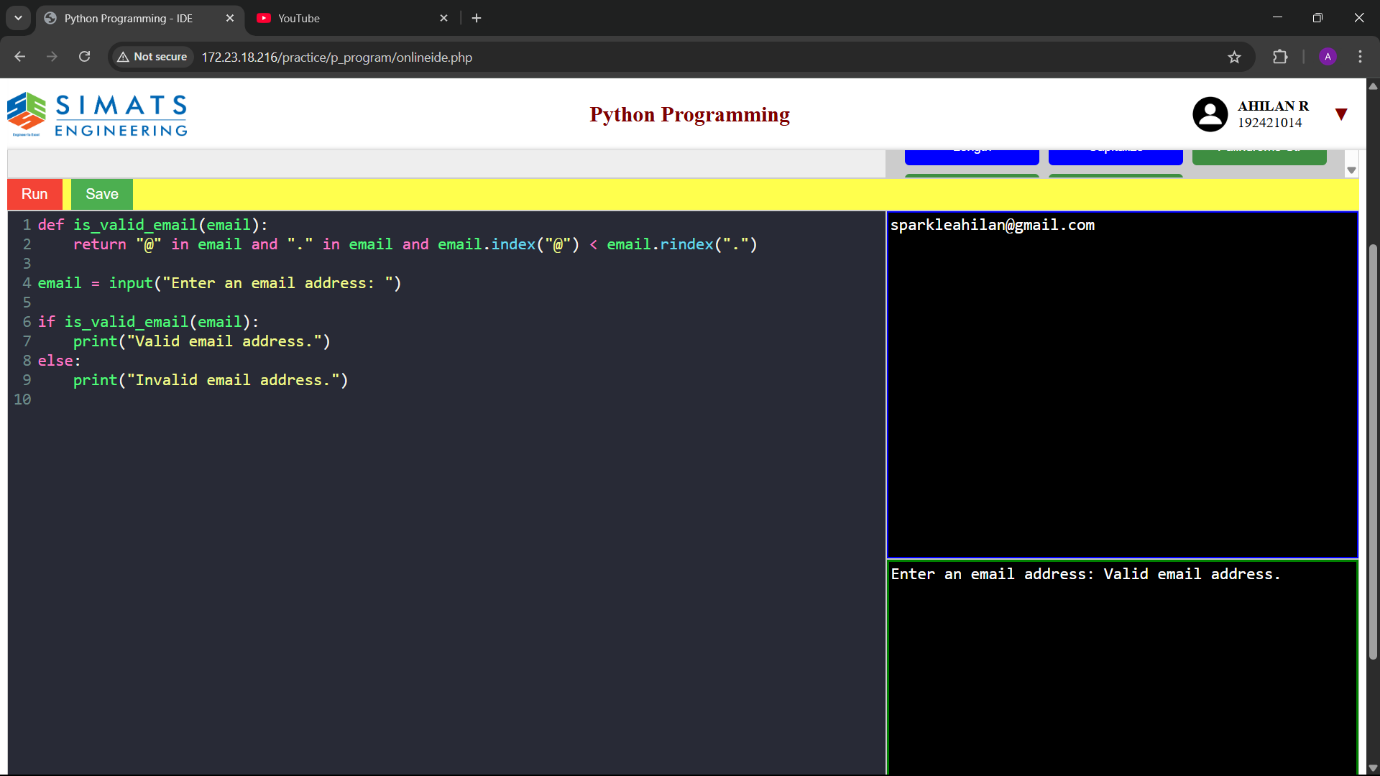 Python Programming - IDE
YouTube
Not secure
172.23.18.216/practice/p_program/onlineide.php
A
SIMATS
ENGINEERING
Python Programming
AHILAN R
192421014
Run
Save
1 def is_valid_email(email):
2     return "@" in email and "." in email and email.index("@") < email.rindex(".")
3
4 email = input("Enter an email address: ")
5
6 if is_valid_email(email):
7     print("Valid email address.")
8 else:
9     print("Invalid email address.")
10
sparkleahilan@gmail.com
Enter an email address: Valid email address.